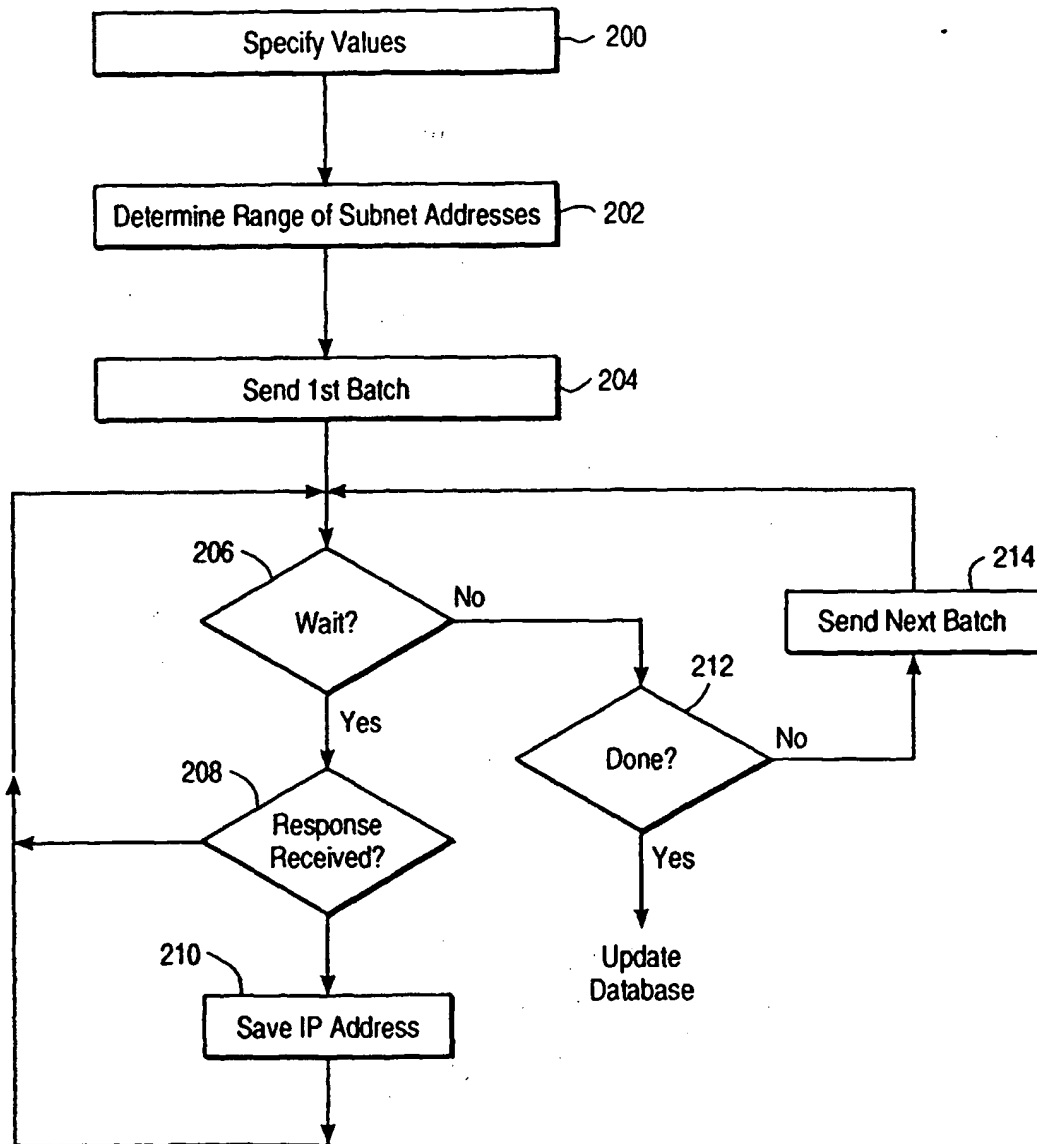 Specify Values
200
Determine Range of Subnet Addresses
202
Send 1st Batch
204
206
Wait?
No
Yes
214
Send Next Batch
212
Done?
No
Yes
Update
Database
208
Response
Received?
210
Save IP Address